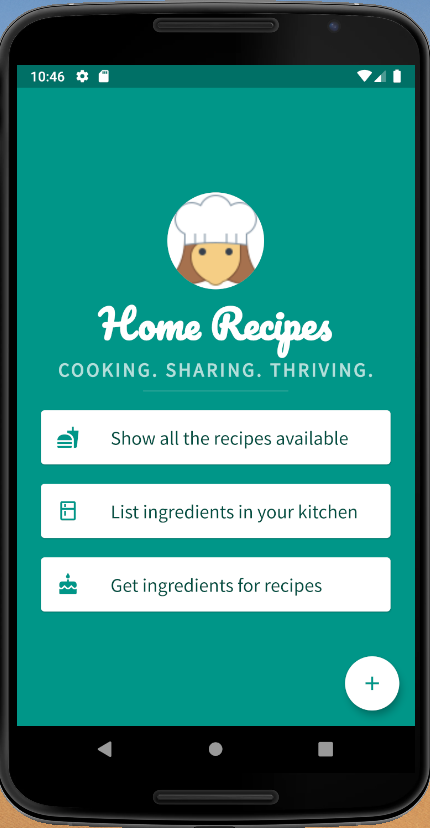 10:46
Home Recipes
COOKING. SHARING. THRIVING.
Show all the recipes available
List ingredients in your kitchen
Get ingredients for recipes
+